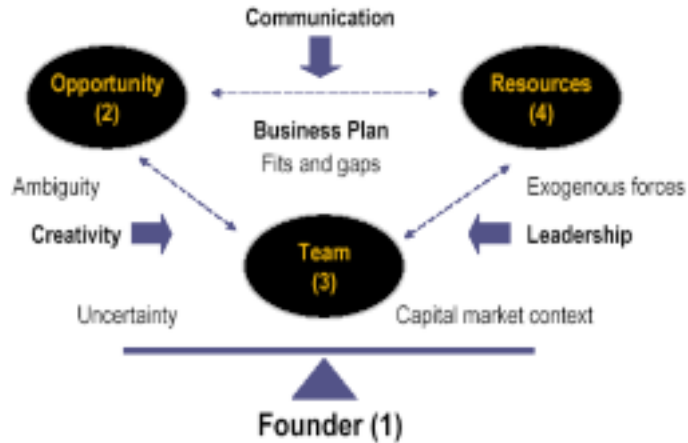 Communication
Opportunity
(2)
Resources
(4)
Business Plan
Fits and gaps
Ambiguity
Exogenous forces
Creativity
Leadership
Team
(3)
Uncertainty
Capital market context
Founder (1)